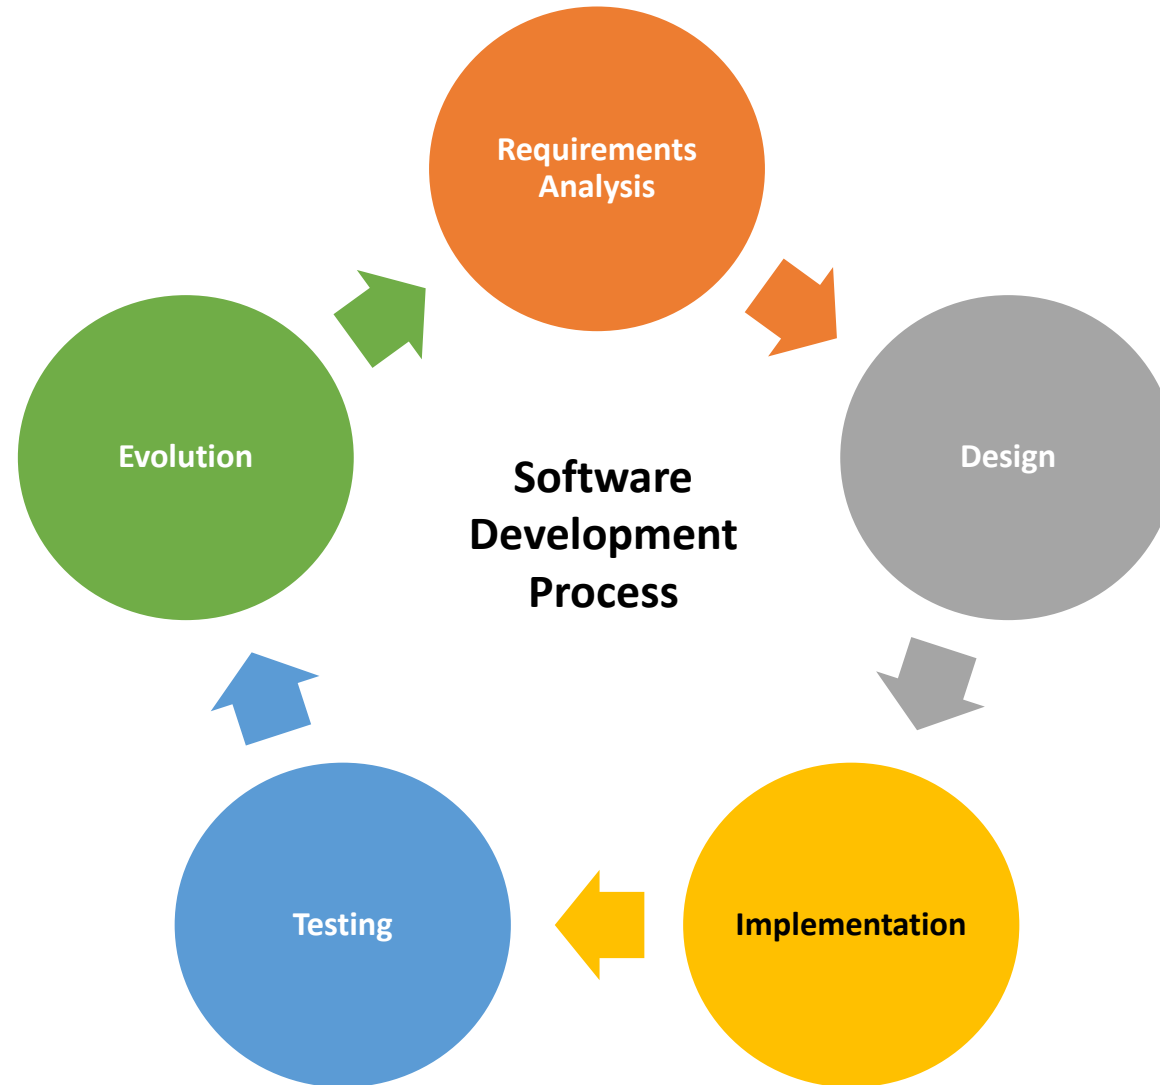 Requirements
Analysis
Evolution
Design
Software
Development
Process
Testing
Implementation